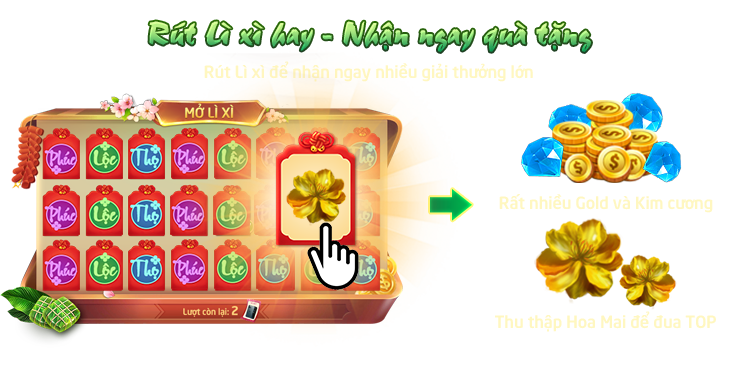 Rút Lì xì hay - Nhận ngay quà tặng
Rút Lì xì để nhận ngay nhiều giải thưởng lớn
MỞ LÌ XÌ
Phúc Lộc Thọ Phúc Lộc Thọ
Phúc Lộc Thọ Phúc Lộc
Phúc Lộc Thọ Phúc Lộc Thọ Phúc
Lượt còn lại: 2
Rất nhiều Gold và Kim cương
Thu thập Hoa Mai để đua TOP